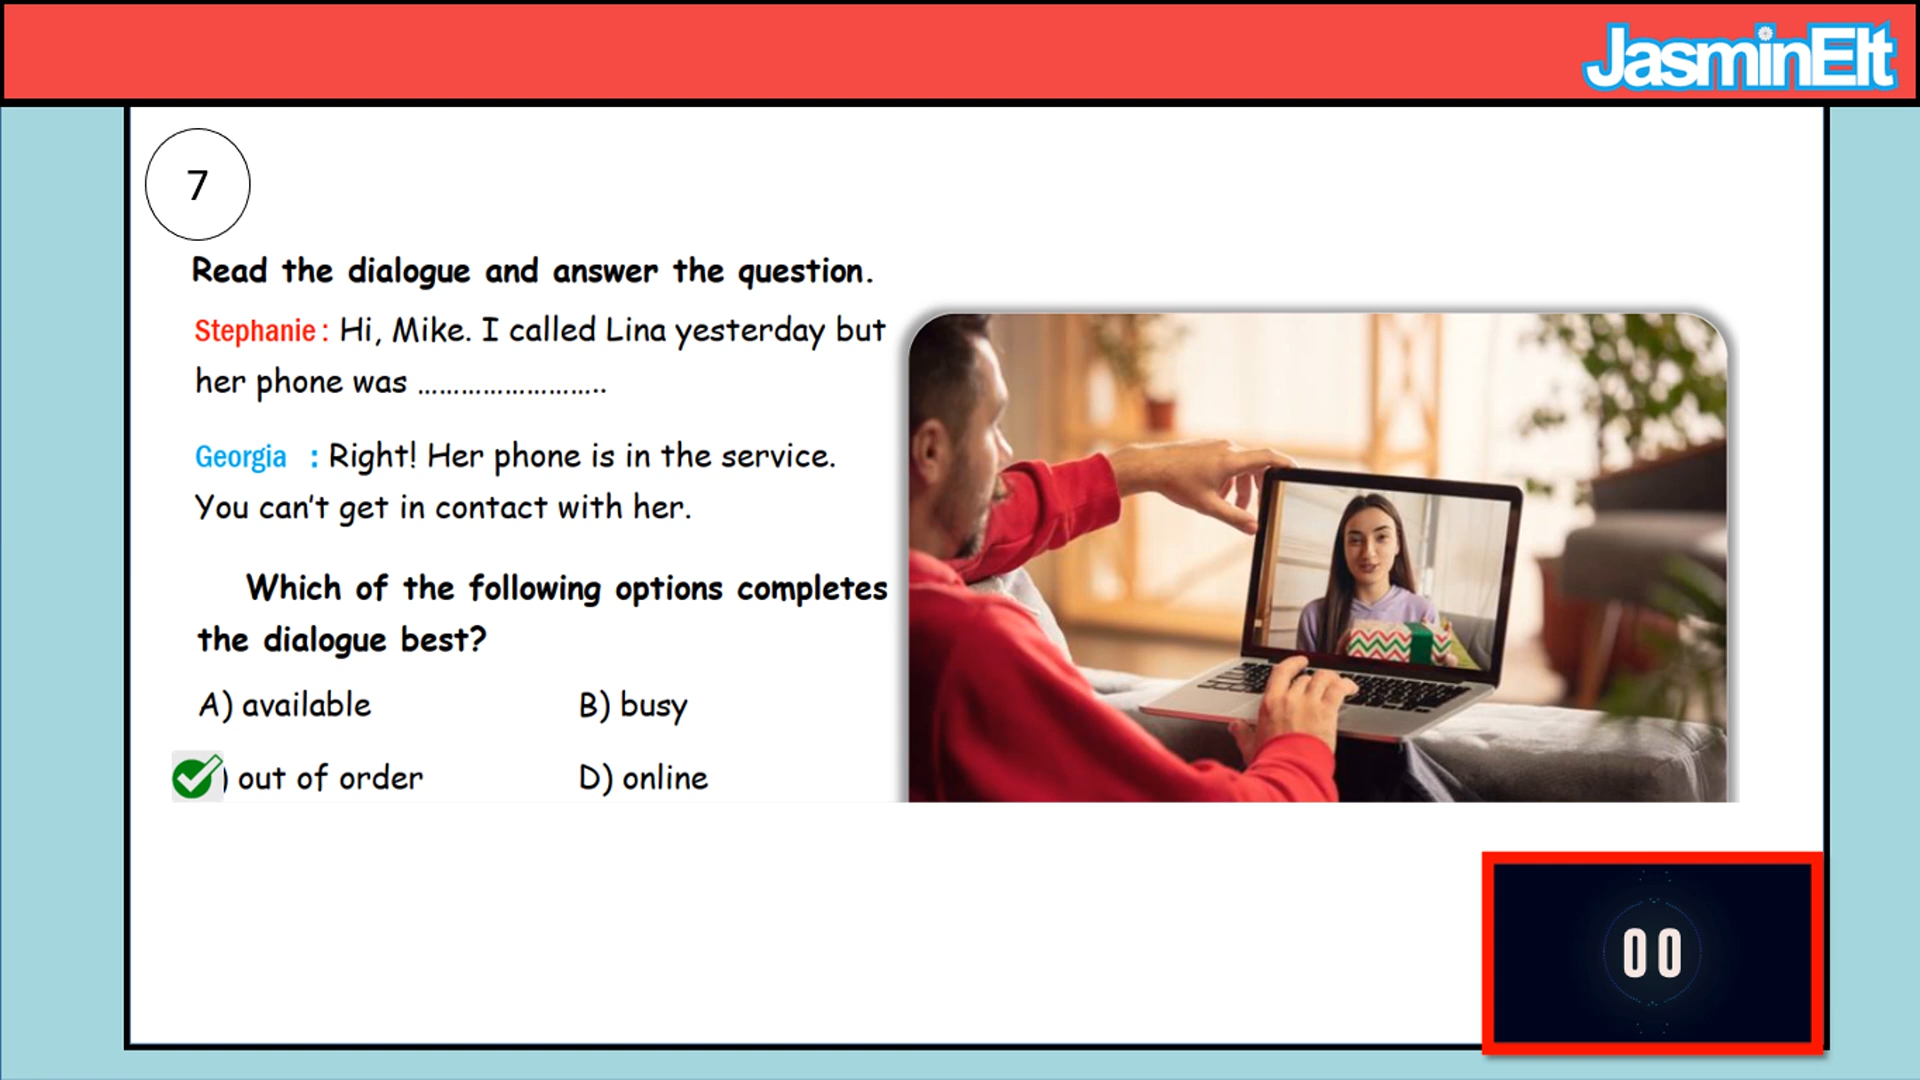 JasminElt
7
Read the dialogue and answer the question.
Stephanie : Hi, Mike. I called Lina yesterday but
her phone was ……………………..
Georgia : Right! Her phone is in the service.
You can't get in contact with her.
Which of the following options completes
the dialogue best?
A) available B) busy
) out of order D) online
00